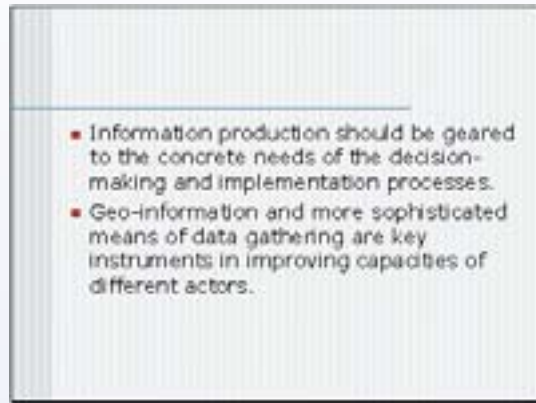 Information production should be geared
to the concrete needs of the decision-
making and implementation processes.
Geo-information and more sophisticated
means of data gathering are key
instruments in improving capacities of
different actors.